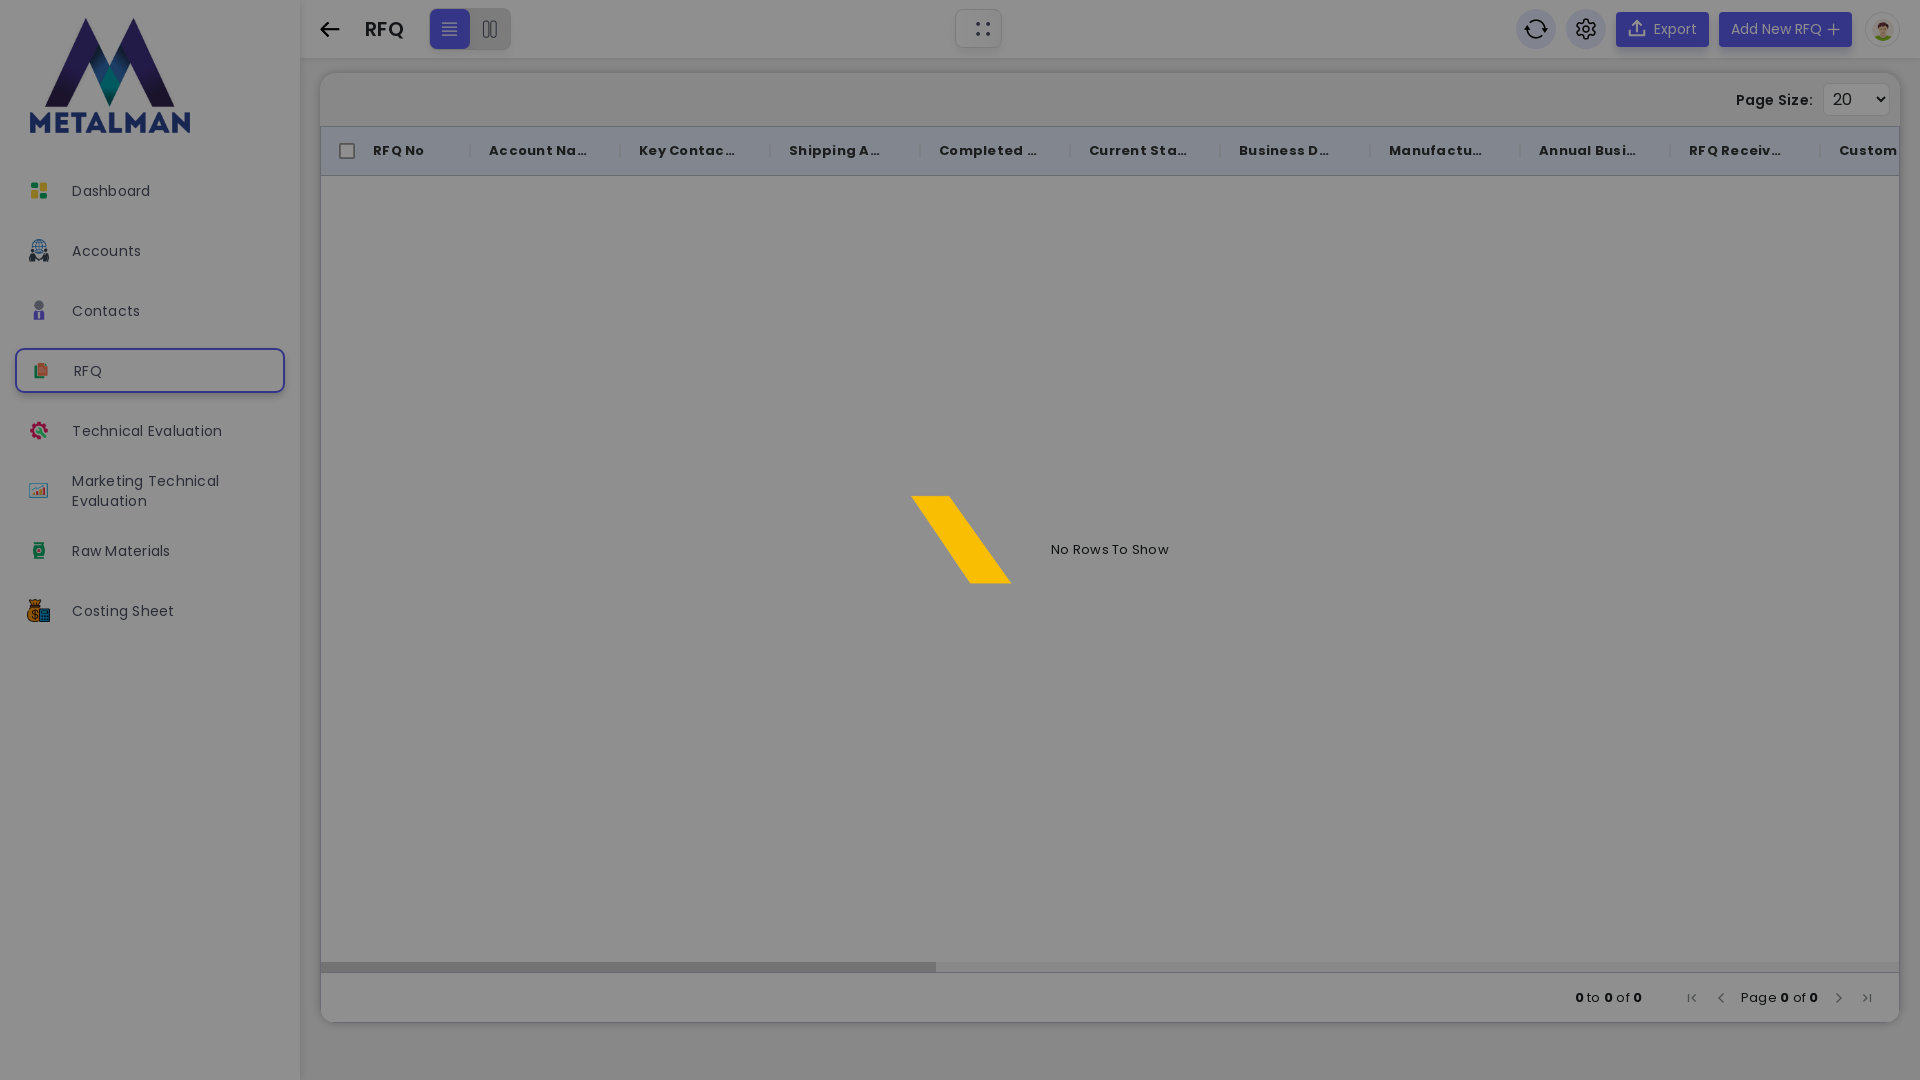 METALMAN
Dashboard
Accounts
Contacts
RFQ
Technical Evaluation
Marketing Technical
Evaluation
Raw Materials
Costing Sheet
RFQ
Export
Add New RFQ
Page Size:
20
RFQ No
Account Na...
Key Contac...
Shipping A...
Completed ...
Current Sta...
Business D...
Manufactu...
Annual Busi...
RFQ Receiv...
Custom
No Rows To Show
0 to 0 of 0
Page 0 of 0